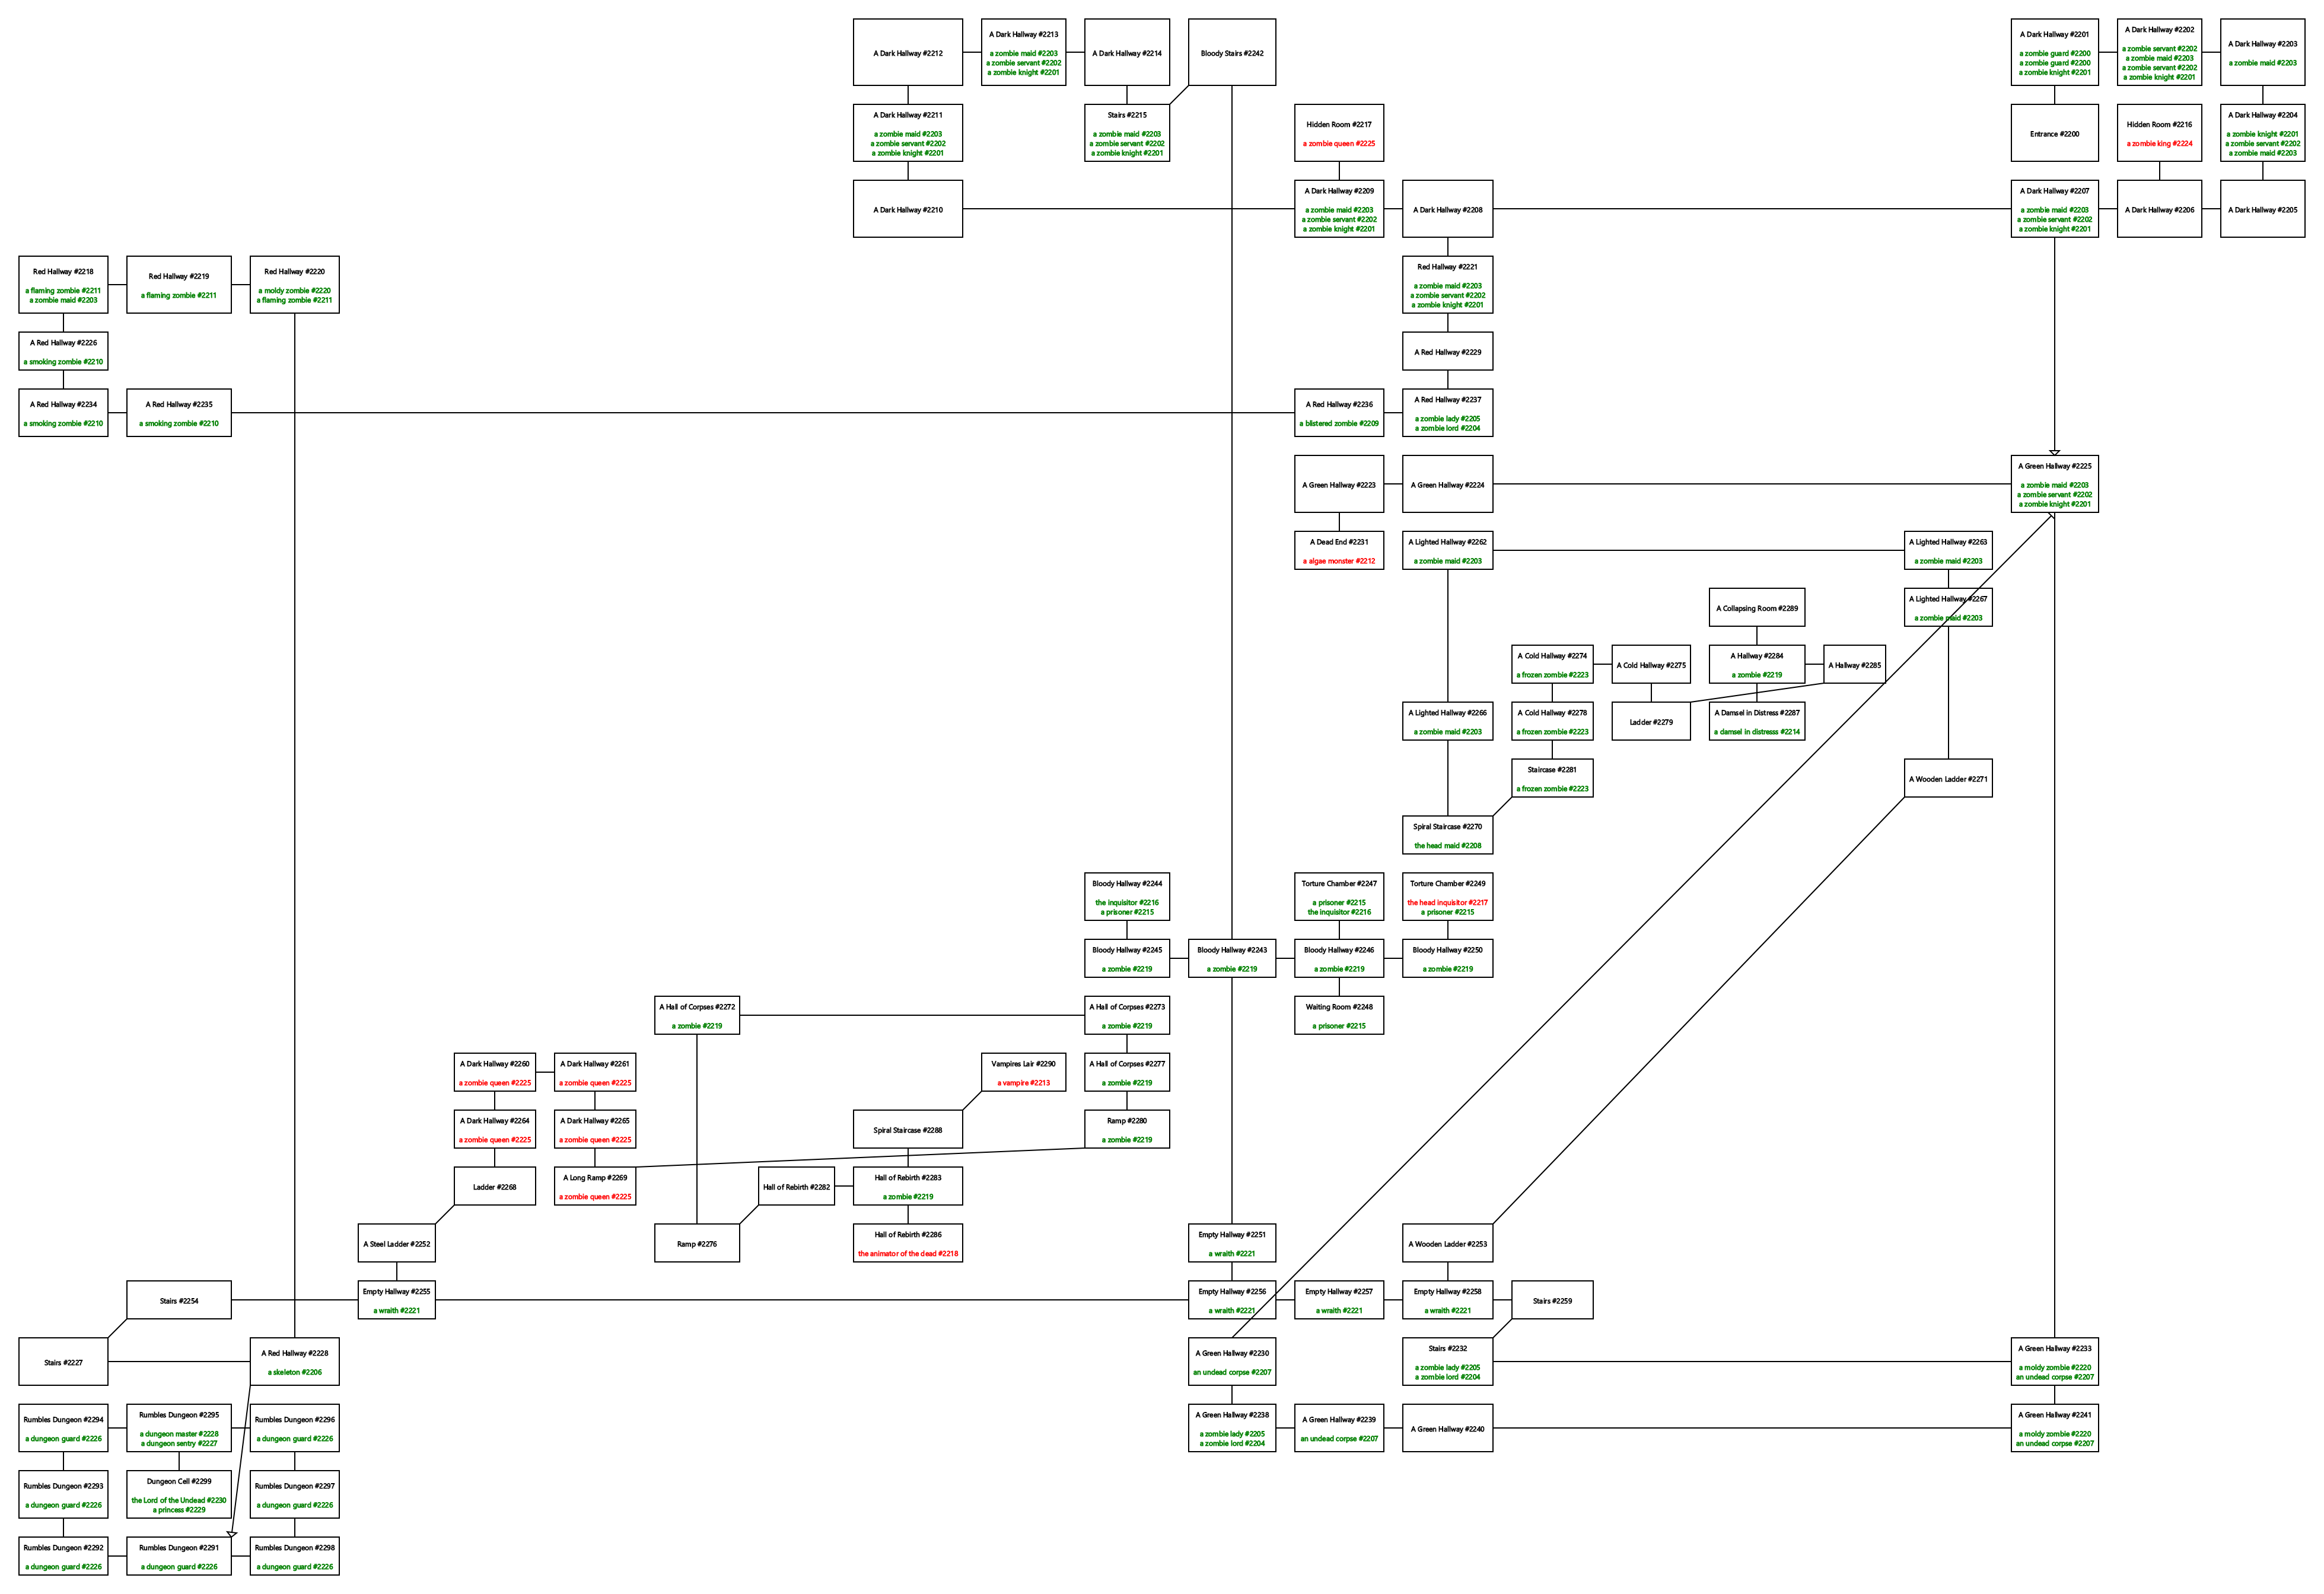 A Dark Hallway #2212
A Dark Hallway #2213
a zombie maid #2203
a zombie servant #2202
a zombie knight #2201
A Dark Hallway #2214
Bloody Stairs #2242
A Dark Hallway #2201
a zombie guard #2200
a zombie guard #2200
a zombie knight #2201
A Dark Hallway #2202
a zombie servant #2202
a zombie maid #2203
a zombie servant #2202
a zombie knight #2201
A Dark Hallway #2203
a zombie maid #2203
A Dark Hallway #2211
a zombie maid #2203
a zombie servant #2202
a zombie knight #2201
Stairs #2215
a zombie maid #2203
a zombie servant #2202
a zombie knight #2201
Hidden Room #2217
a zombie queen #2225
Entrance #2200
Hidden Room #2216
a zombie king #2224
A Dark Hallway #2204
a zombie knight #2201
a zombie servant #2202
a zombie maid #2203
A Dark Hallway #2210
A Dark Hallway #2209
a zombie maid #2203
a zombie servant #2202
a zombie knight #2201
A Dark Hallway #2208
A Dark Hallway #2207
a zombie maid #2203
a zombie servant #2202
a zombie knight #2201
A Dark Hallway #2206
A Dark Hallway #2205
Red Hallway #2218
a flaming zombie #2211
a zombie maid #2203
Red Hallway #2219
a flaming zombie #2211
Red Hallway #2220
a moldy zombie #2220
a flaming zombie #2211
Red Hallway #2221
a zombie maid #2203
a zombie servant #2202
a zombie knight #2201
A Red Hallway #2226
a smoking zombie #2210
A Red Hallway #2229
A Red Hallway #2234
a smoking zombie #2210
A Red Hallway #2235
a smoking zombie #2210
A Red Hallway #2236
a blistered zombie #2209
A Red Hallway #2237
a zombie lady #2205
a zombie lord #2204
A Green Hallway #2223
A Green Hallway #2224
A Green Hallway #2225
a zombie maid #2203
a zombie servant #2202
a zombie knight #2201
A Dead End #2231
a algae monster #2212
A Lighted Hallway #2262
a zombie maid #2203
A Lighted Hallway #2263
a zombie maid #2203
A Collapsing Room #2289
A Lighted Hallway #2267
a zombie maid #2203
A Cold Hallway #2274
a frozen zombie #2223
A Cold Hallway #2275
A Hallway #2284
a zombie #2219
A Hallway #2285
A Lighted Hallway #2266
a zombie maid #2203
A Cold Hallway #2278
a frozen zombie #2223
Ladder #2279
A Damsel in Distress #2287
a damsel in distresss #2214
Staircase #2281
a frozen zombie #2223
A Wooden Ladder #2271
Spiral Staircase #2270
the head maid #2208
Bloody Hallway #2244
the inquisitor #2216
a prisoner #2215
Torture Chamber #2247
a prisoner #2215
the inquisitor #2216
Torture Chamber #2249
the head inquisitor #2217
a prisoner #2215
Bloody Hallway #2245
a zombie #2219
Bloody Hallway #2243
a zombie #2219
Bloody Hallway #2246
a zombie #2219
Bloody Hallway #2250
a zombie #2219
A Hall of Corpses #2272
a zombie #2219
A Hall of Corpses #2273
a zombie #2219
Waiting Room #2248
a prisoner #2215
A Dark Hallway #2260
a zombie queen #2225
A Dark Hallway #2261
a zombie queen #2225
Vampires Lair #2290
a vampire #2213
A Hall of Corpses #2277
a zombie #2219
A Dark Hallway #2264
a zombie queen #2225
A Dark Hallway #2265
a zombie queen #2225
Spiral Staircase #2288
Ramp #2280
a zombie #2219
Ladder #2268
A Long Ramp #2269
a zombie queen #2225
Hall of Rebirth #2282
Hall of Rebirth #2283
a zombie #2219
A Steel Ladder #2252
Ramp #2276
Hall of Rebirth #2286
the animator of the dead #2218
Empty Hallway #2251
a wraith #2221
A Wooden Ladder #2253
Stairs #2254
Empty Hallway #2255
a wraith #2221
Empty Hallway #2256
a wraith #2221
Empty Hallway #2257
a wraith #2221
Empty Hallway #2258
a wraith #2221
Stairs #2259
Stairs #2227
A Red Hallway #2228
a skeleton #2206
A Green Hallway #2230
an undead corpse #2207
Stairs #2232
a zombie lady #2205
a zombie lord #2204
A Green Hallway #2233
a moldy zombie #2220
an undead corpse #2207
Rumbles Dungeon #2294
a dungeon guard #2226
Rumbles Dungeon #2295
a dungeon master #2228
a dungeon sentry #2227
Rumbles Dungeon #2296
a dungeon guard #2226
A Green Hallway #2238
a zombie lady #2205
a zombie lord #2204
A Green Hallway #2239
an undead corpse #2207
A Green Hallway #2240
A Green Hallway #2241
a moldy zombie #2220
an undead corpse #2207
Rumbles Dungeon #2293
a dungeon guard #2226
Dungeon Cell #2299
the Lord of the Undead #2230
a princess #2229
Rumbles Dungeon #2297
a dungeon guard #2226
Rumbles Dungeon #2292
a dungeon guard #2226
Rumbles Dungeon #2291
a dungeon guard #2226
Rumbles Dungeon #2298
a dungeon guard #2226